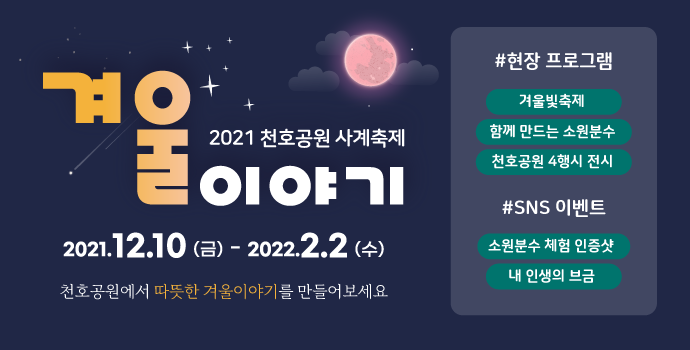 2021 천호공원 사계축제
겨울
이야기
2021.12.10 (금) - 2022.2.2 (수)
천호공원에서 따뜻한 겨울이야기를 만들어보세요
#현장 프로그램
겨울빛축제
함께 만드는 소원분수
천호공원 4행시 전시
#SNS 이벤트
소원분수 체험 인증샷
내 인생의 브금